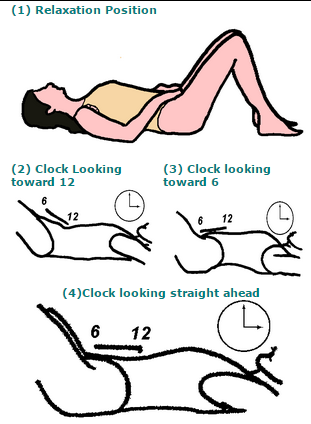 (1) Relaxation Position
(2) Clock Looking
toward 12
(3) Clock looking
toward 6
6
12
6
12
(4)Clock looking straight ahead
6
12